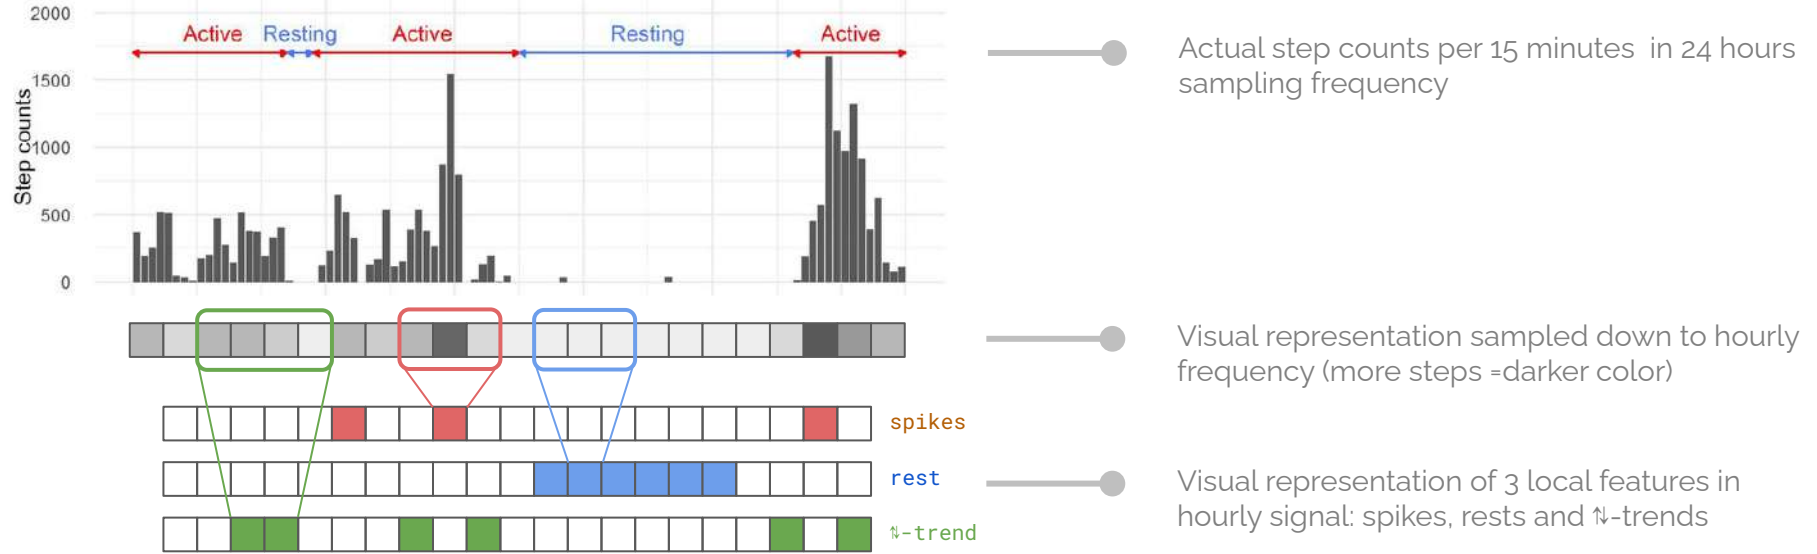 2000
1500
1000
500
0
Step counts
Active
Resting
Active
Resting
Active
Actual step counts per 15 minutes in 24 hours
sampling frequency
Visual representation sampled down to hourly
frequency (more steps =darker color)
spikes
rest
⇅-trend
Visual representation of 3 local features in
hourly signal: spikes, rests and ⇅-trends